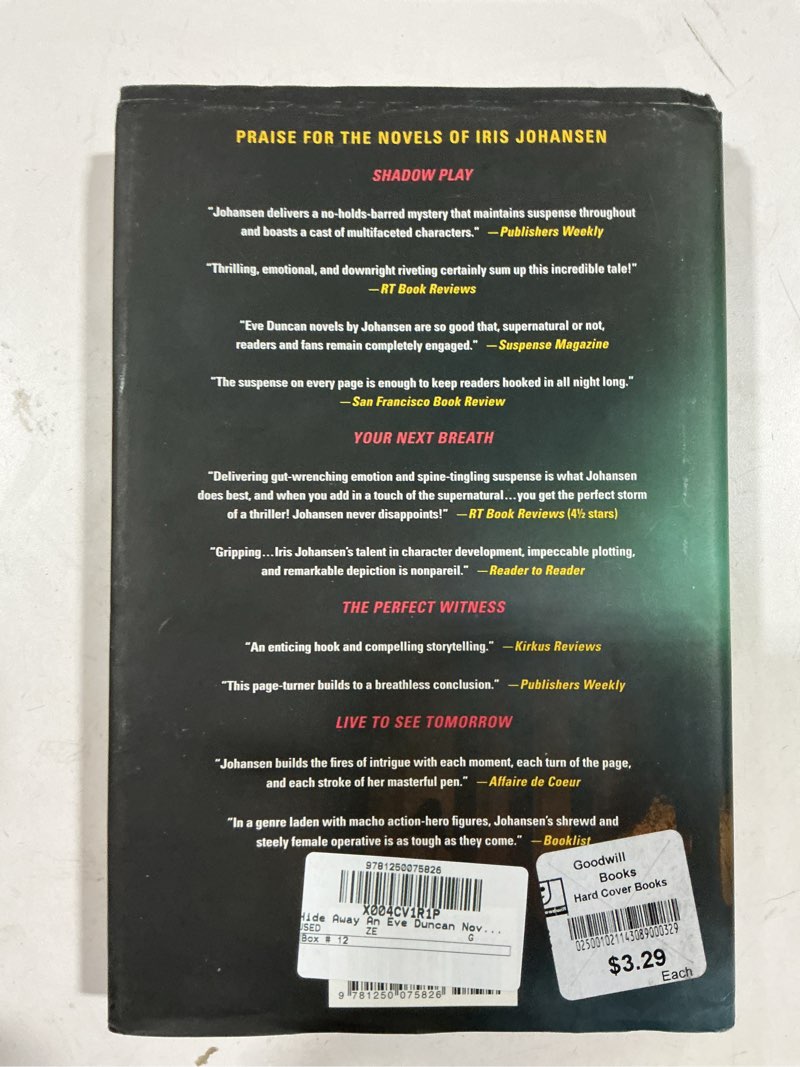 PRAISE FOR THE NOVELS OF IRIS JOHANSEN
SHADOW PLAY
"Johansen delivers a no-holds-barred mystery that maintains suspense throughout
and boasts a cast of multifaceted characters." —Publishers Weekly
"Thrilling, emotional, and downright riveting certainly sum up this incredible tale!"
—RT Book Reviews
"Eve Duncan novels by Johansen are so good that, supernatural or not,
readers and fans remain completely engaged." —Suspense Magazine
"The suspense on every page is enough to keep readers hooked in all night long."
—San Francisco Book Review
YOUR NEXT BREATH
"Delivering gut-wrenching emotion and spine-tingling suspense is what Johansen
does best, and when you add in a touch of the supernatural...you get the perfect storm
of a thriller! Johansen never disappoints!" —RT Book Reviews (4½ stars)
"Gripping...Iris Johansen's talent in character development, impeccable plotting,
and remarkable depiction is nonpareil." —Reader to Reader
THE PERFECT WITNESS
"An enticing hook and compelling storytelling." —Kirkus Reviews
"This page-turner builds to a breathless conclusion." —Publishers Weekly
LIVE TO SEE TOMORROW
"Johansen builds the fires of intrigue with each moment, each turn of the page,
and each stroke of her masterful pen." —Affaire de Coeur
"In a genre laden with macho action-hero figures, Johansen's shrewd and
steely female operative is as tough as they come." —Booklist
9781250075826
X004CV1R1P
Hide Away An Eve Duncan Nov...
USED ZE G
Box # 12
9 781250 075826
Goodwill
Books
Hard Cover Books
025001021143089000329
$3.29
Each